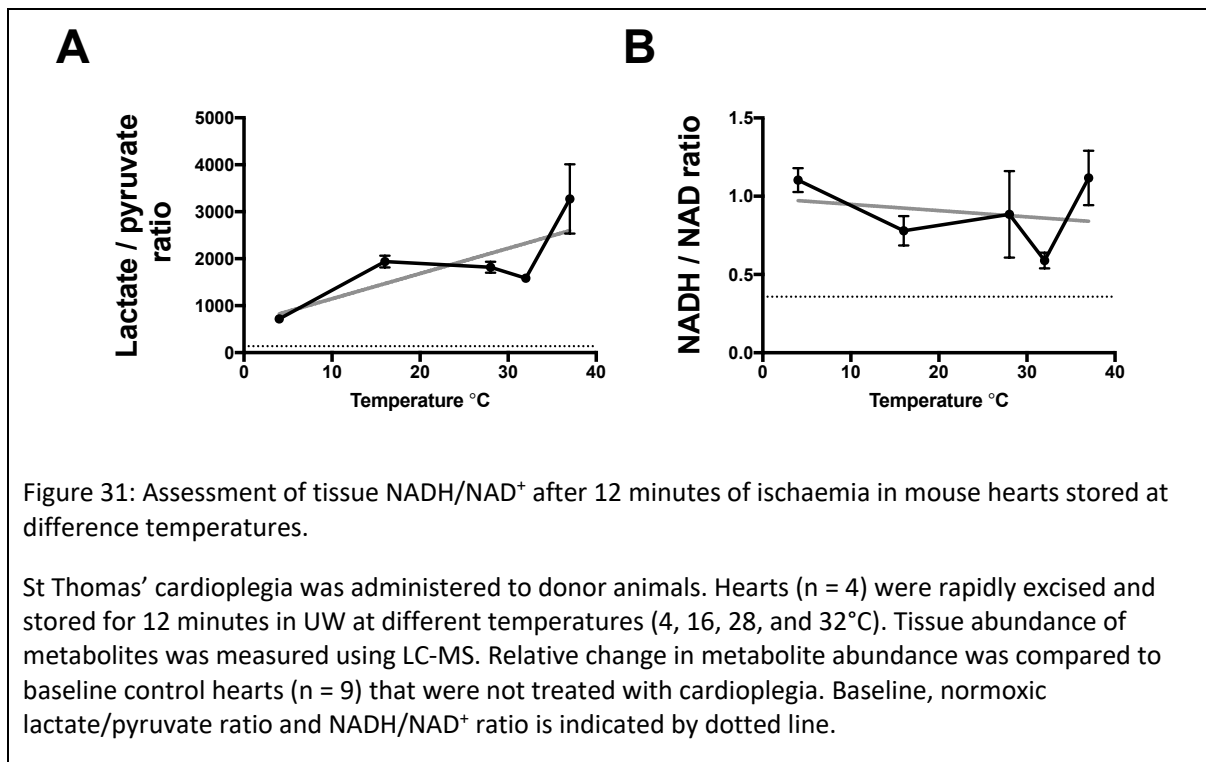 A
B
Lactate / pyruvate
ratio
5000
4000
3000
2000
1000
0
0
10
20
30
40
Temperature °C
NADH / NAD ratio
1.5
1.0
0.5
0.0
0
10
20
30
40
Temperature °C
Figure 31: Assessment of tissue NADH/NAD⁺ after 12 minutes of ischaemia in mouse hearts stored at
difference temperatures.
St Thomas’ cardioplegia was administered to donor animals. Hearts (n = 4) were rapidly excised and
stored for 12 minutes in UW at different temperatures (4, 16, 28, and 32°C). Tissue abundance of
metabolites was measured using LC-MS. Relative change in metabolite abundance was compared to
baseline control hearts (n = 9) that were not treated with cardioplegia. Baseline, normoxic
lactate/pyruvate ratio and NADH/NAD⁺ ratio is indicated by dotted line.